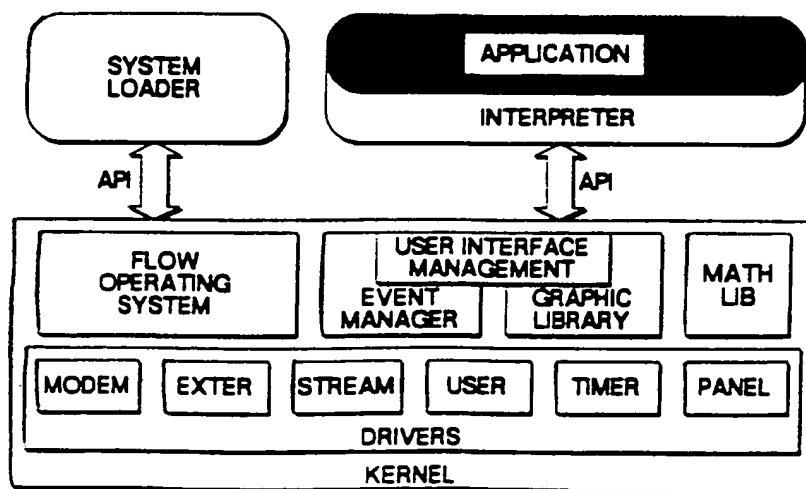 SYSTEM
LOADER
APPLICATION
INTERPRETER
API
API
FLOW
OPERATING
SYSTEM
USER INTERFACE
MANAGEMENT
EVENT
MANAGER
GRAPHIC
LIBRARY
MATH
LIB
MODEM
EXTER
STREAM
USER
TIMER
PANEL
DRIVERS
KERNEL